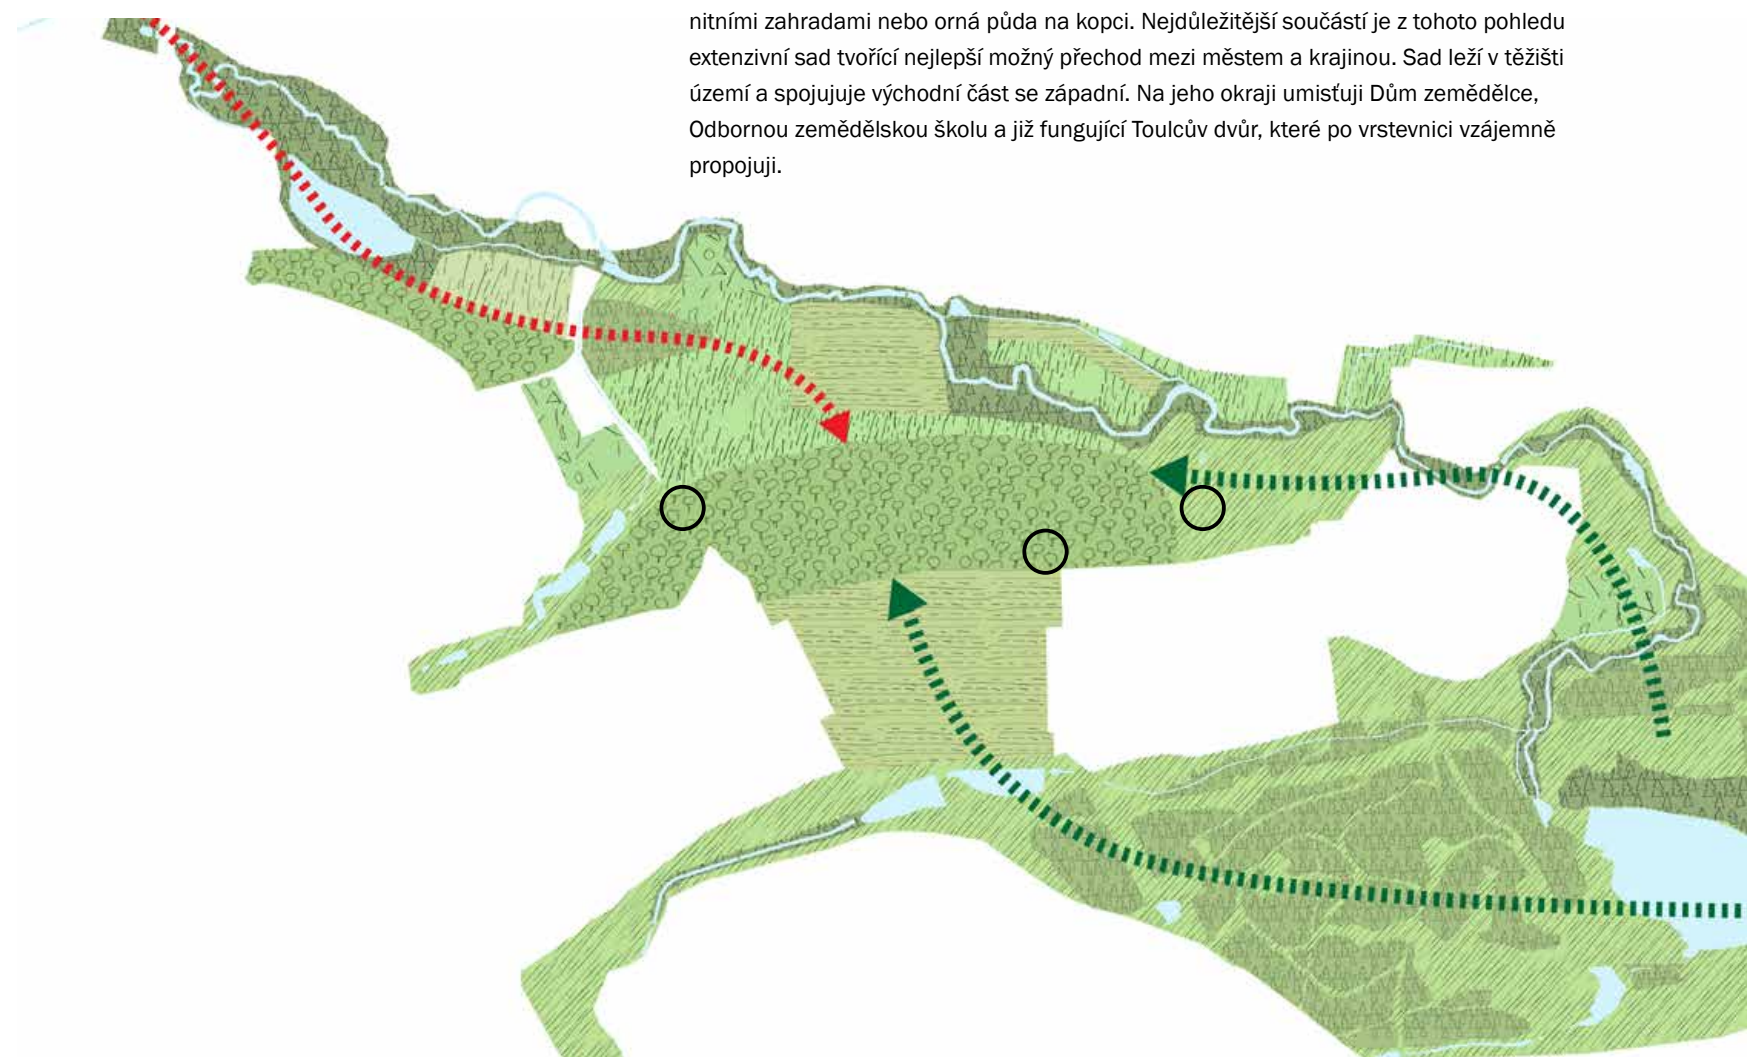 nitními zahradami nebo orná půda na kopci. Nejdůležitější součástí je z tohoto pohledu
extenzivní sad tvořící nejlepší možný přechod mezi městem a krajinou. Sad leží v těžišti
území a spojujuje východní část se západní. Na jeho okraji umisťuji Dům zemědělce,
Odbornou zemědělskou školu a již fungující Toulcův dvůr, které po vrstevnici vzájemně
propojuji.